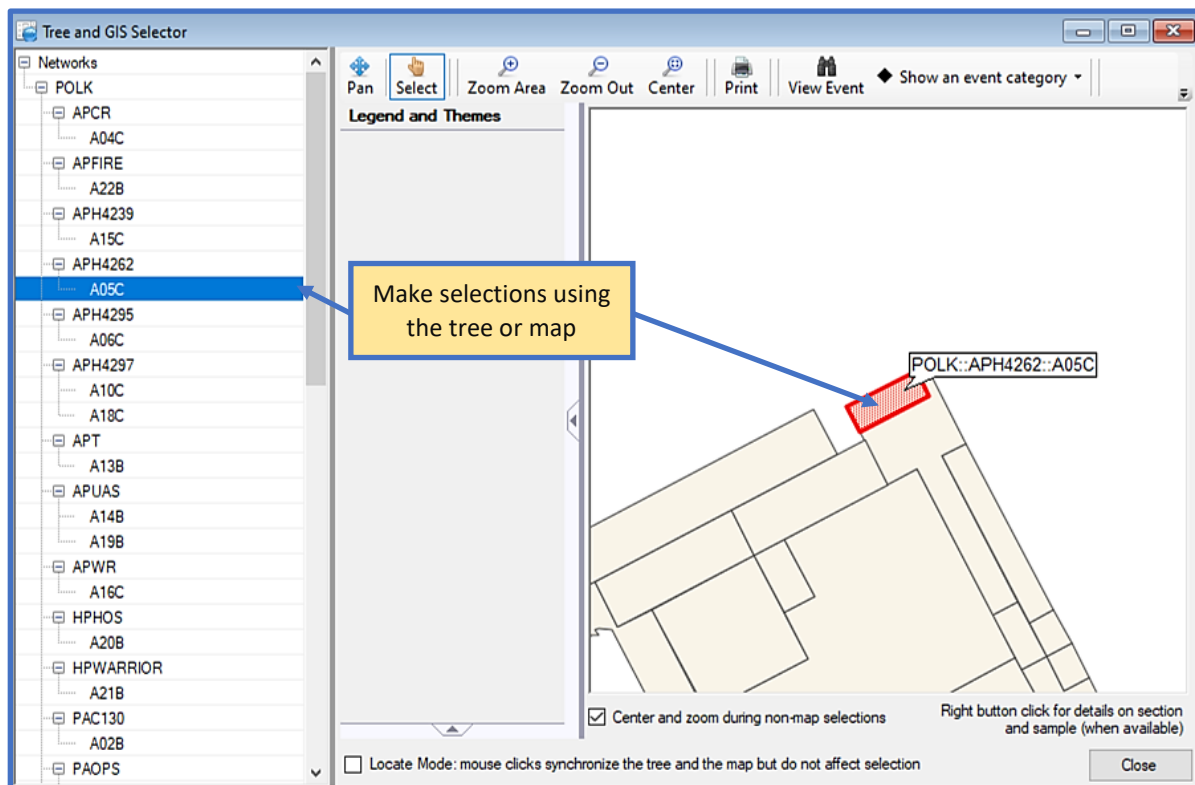 Tree and GIS Selector
Networks
POLK
APCR
A04C
APFIRE
A22B
APH4239
A15C
APH4262
A05C
APH4295
A06C
APH4297
A10C
A18C
APT
A13B
APUAS
A14B
A19B
APWR
A16C
HPHOS
A20B
HPWARRIOR
A21B
PAC130
A02B
PAOPS
Pan Select Zoom Area Zoom Out Center Print View Event Show an event category
Legend and Themes
Make selections using
the tree or map
POLK::APH4262::A05C
Center and zoom during non-map selections
Right button click for details on section
and sample (when available)
Locate Mode: mouse clicks synchronize the tree and the map but do not affect selection
Close